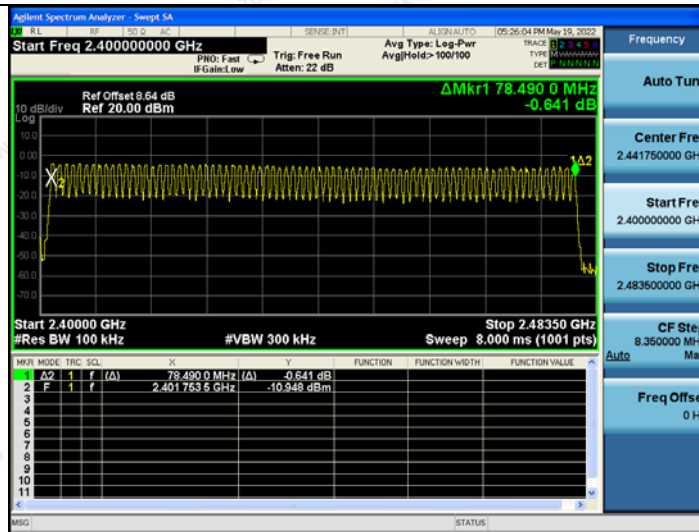 Agilent Spectrum Analyzer - Swept SA
RL RF 50 Ω AC SENSE:INT ALIGN AUTO 05:26:04 PM May 19, 2022
Start Freq 2.400000000 GHz
PNO: Fast
IFGain:Low
Trig: Free Run
Atten: 22 dB
Avg Type: Log-Pwr
Avg|Hold:> 100/100
TRACE 1 2 3 4 5 6
TYPE M
DET P N N N N N
Ref Offset 8.64 dB
10 dB/div Ref 20.00 dBm
ΔMkr1 78.490 0 MHz
-0.641 dB
Log
10.0
0.00
-10.0
-20.0
-30.0
-40.0
-50.0
-60.0
-70.0
1Δ2
2
Start 2.40000 GHz Stop 2.48350 GHz
#Res BW 100 kHz #VBW 300 kHz Sweep 8.000 ms (1001 pts)
MKR MODE TRC SCL X Y FUNCTION FUNCTION WIDTH FUNCTION VALUE
1 Δ2 1 f (Δ) 78.490 0 MHz (Δ) -0.641 dB
2 F 1 f 2.401 753 5 GHz -10.948 dBm
3
4
5
6
7
8
9
10
11
MSG STATUS
Frequency
Auto Tun
Center Fre
2.441750000 GH
Start Fre
2.400000000 GH
Stop Fre
2.483500000 GH
CF Ste
8.350000 MH
Auto Ma
Freq Offse
0 H